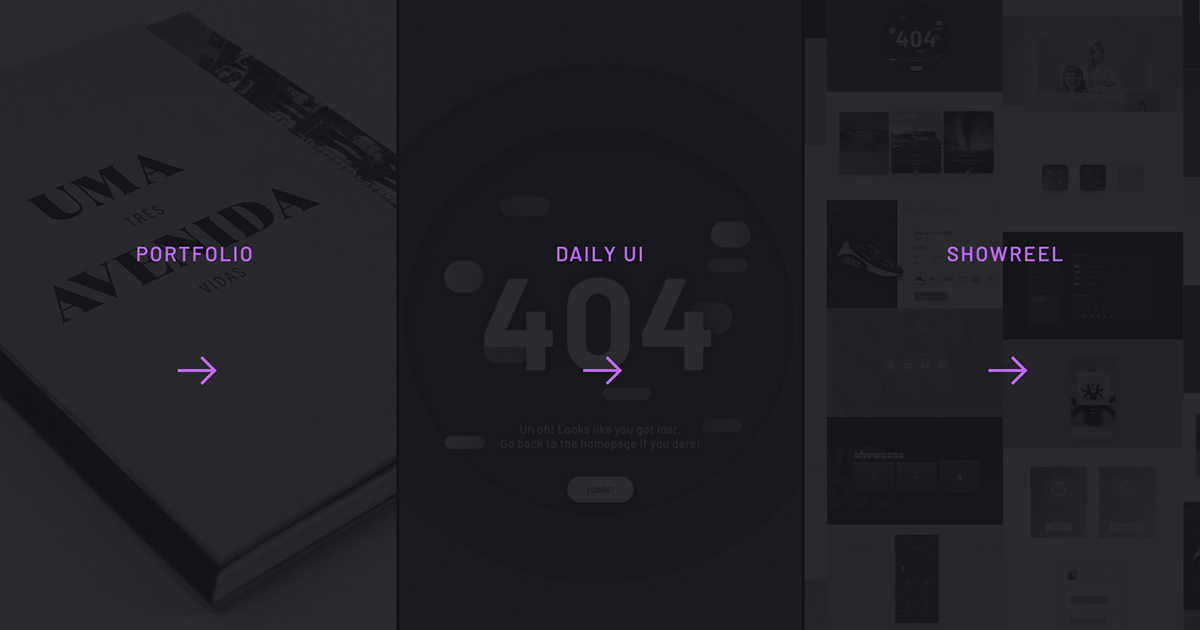 UMA
TRÊS
AVENIDA
VIDAS
PORTFOLIO
DAILY UI
404
Uh oh! Looks like you got lost.
Go back to the homepage if you dare!
I DARE!
SHOWREEL
404
showcase